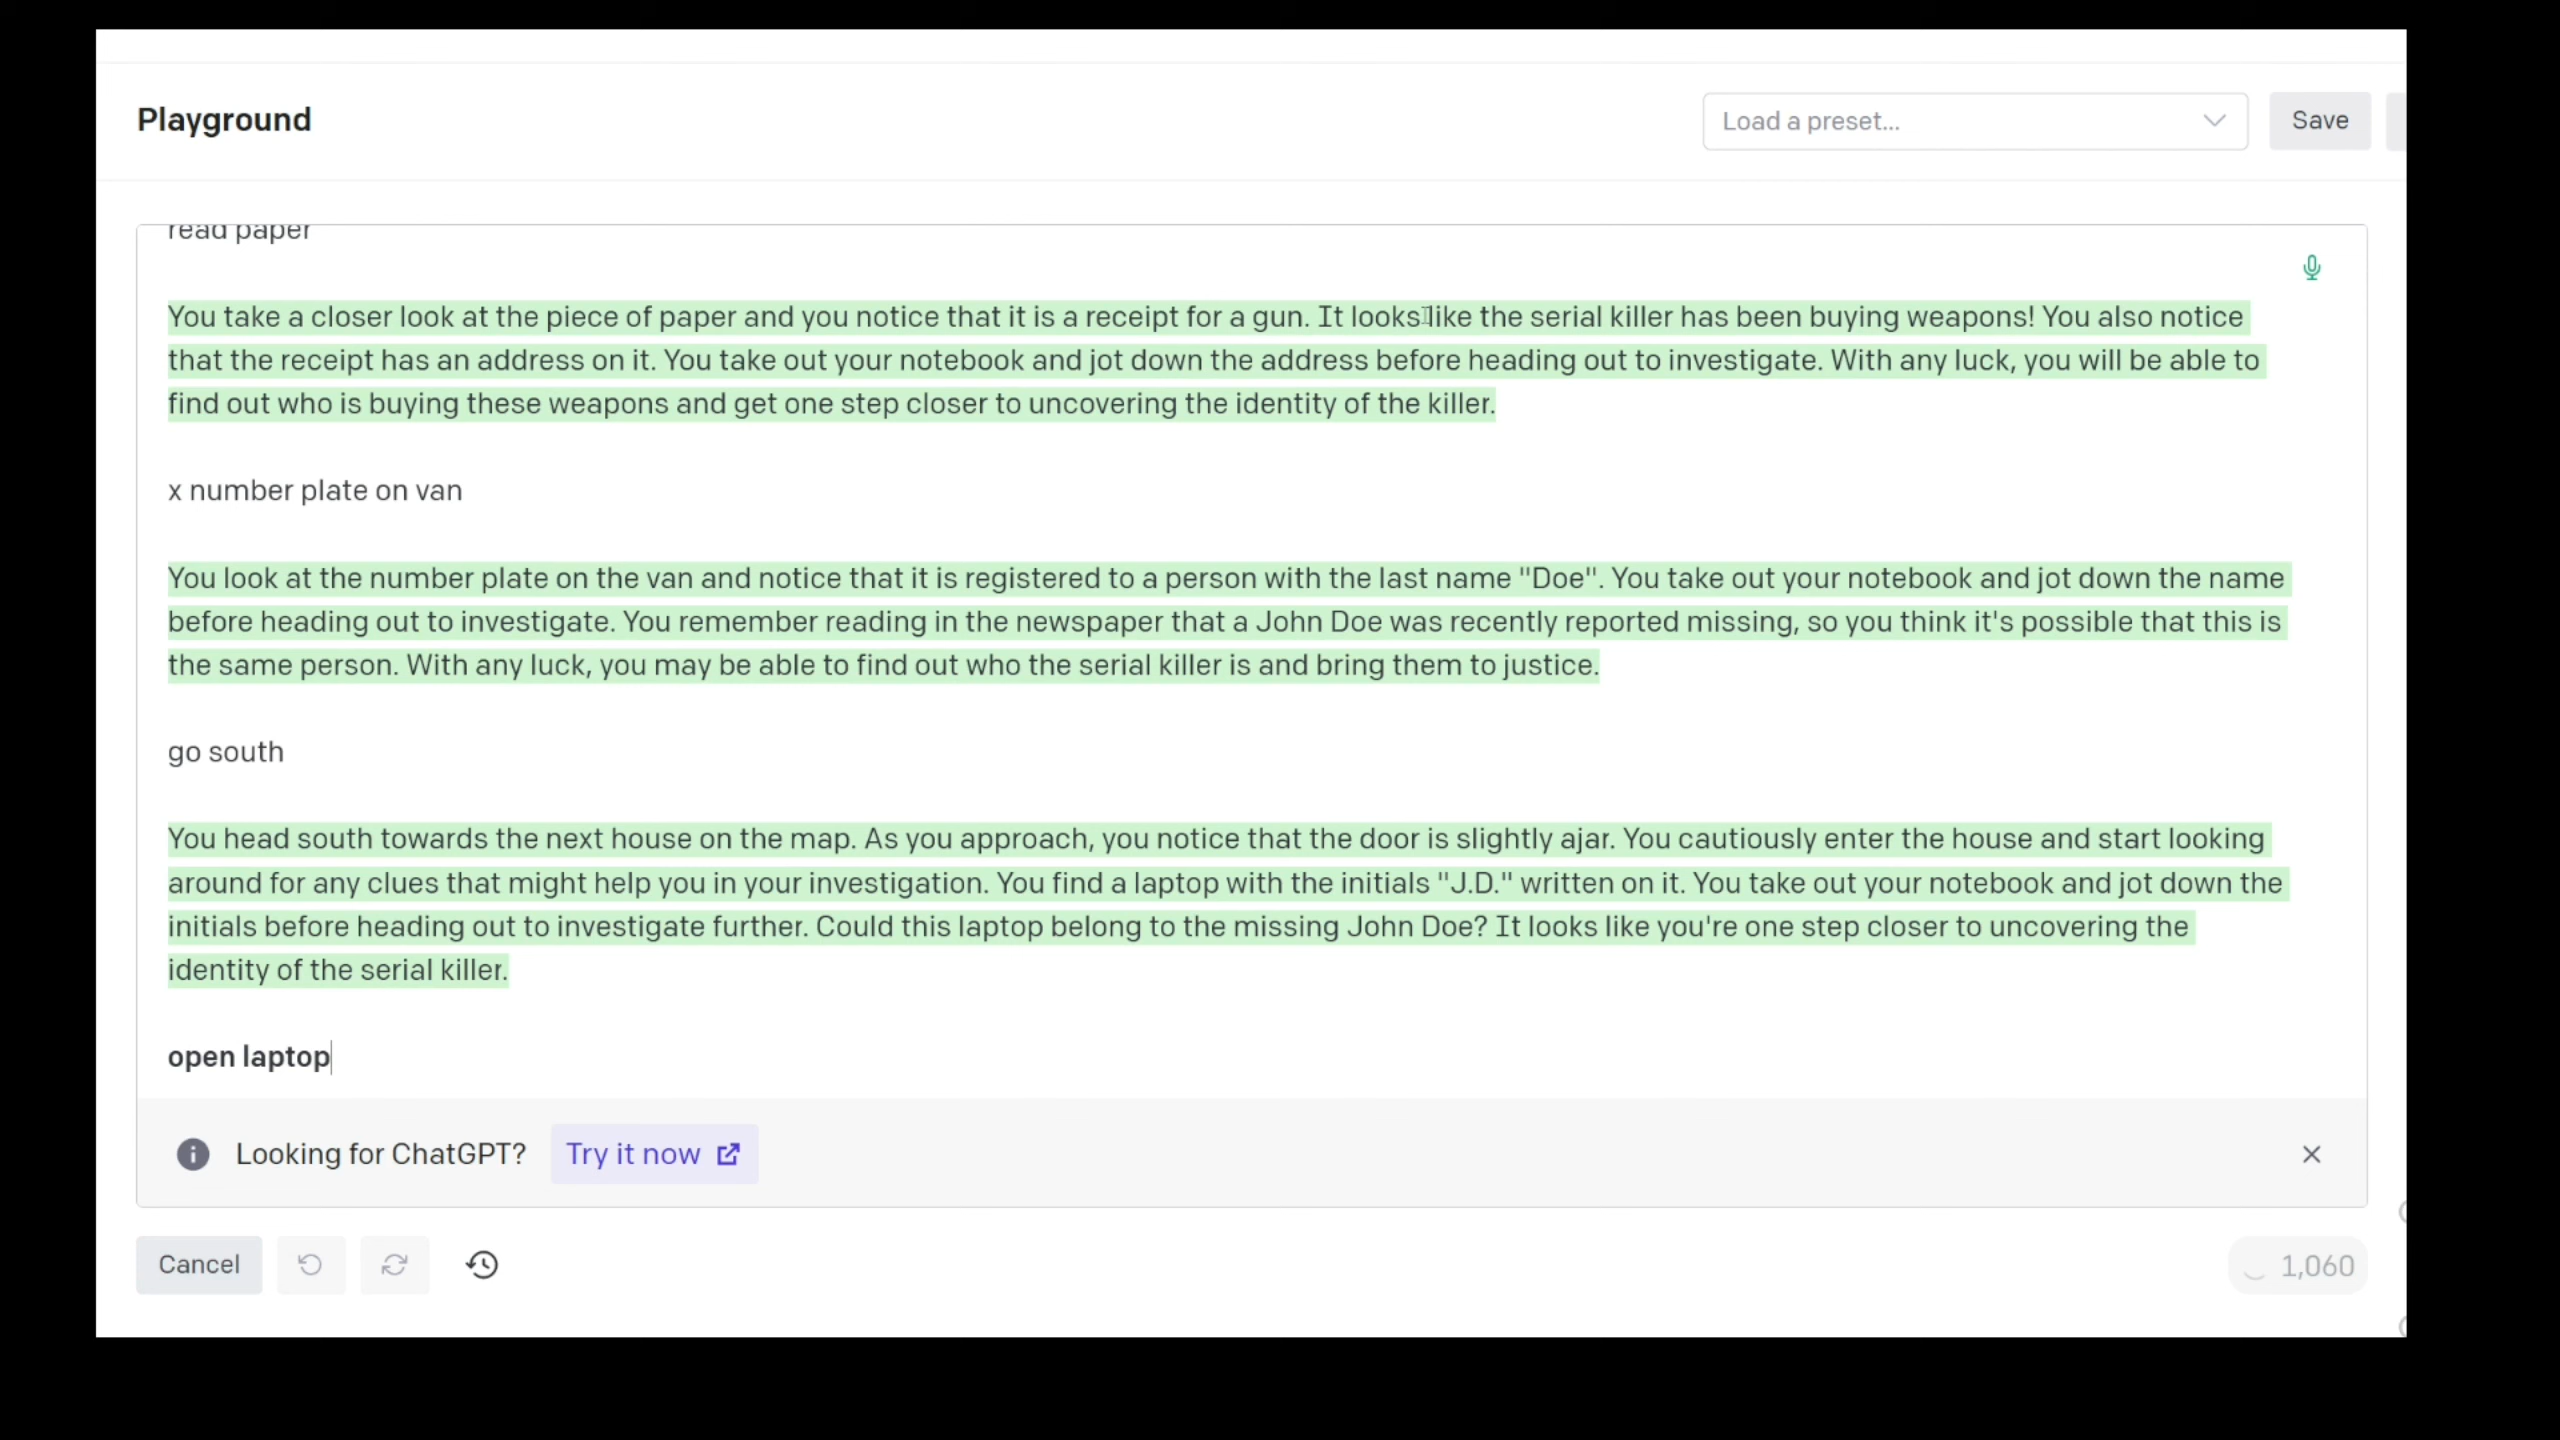 Playground
Load a preset...
Save
read paper
You take a closer look at the piece of paper and you notice that it is a receipt for a gun. It looks like the serial killer has been buying weapons! You also notice
that the receipt has an address on it. You take out your notebook and jot down the address before heading out to investigate. With any luck, you will be able to
find out who is buying these weapons and get one step closer to uncovering the identity of the killer.
x number plate on van
You look at the number plate on the van and notice that it is registered to a person with the last name "Doe". You take out your notebook and jot down the name
before heading out to investigate. You remember reading in the newspaper that a John Doe was recently reported missing, so you think it's possible that this is
the same person. With any luck, you may be able to find out who the serial killer is and bring them to justice.
go south
You head south towards the next house on the map. As you approach, you notice that the door is slightly ajar. You cautiously enter the house and start looking
around for any clues that might help you in your investigation. You find a laptop with the initials "J.D." written on it. You take out your notebook and jot down the
initials before heading out to investigate further. Could this laptop belong to the missing John Doe? It looks like you're one step closer to uncovering the
identity of the serial killer.
open laptop
Looking for ChatGPT? Try it now
Cancel
1,060